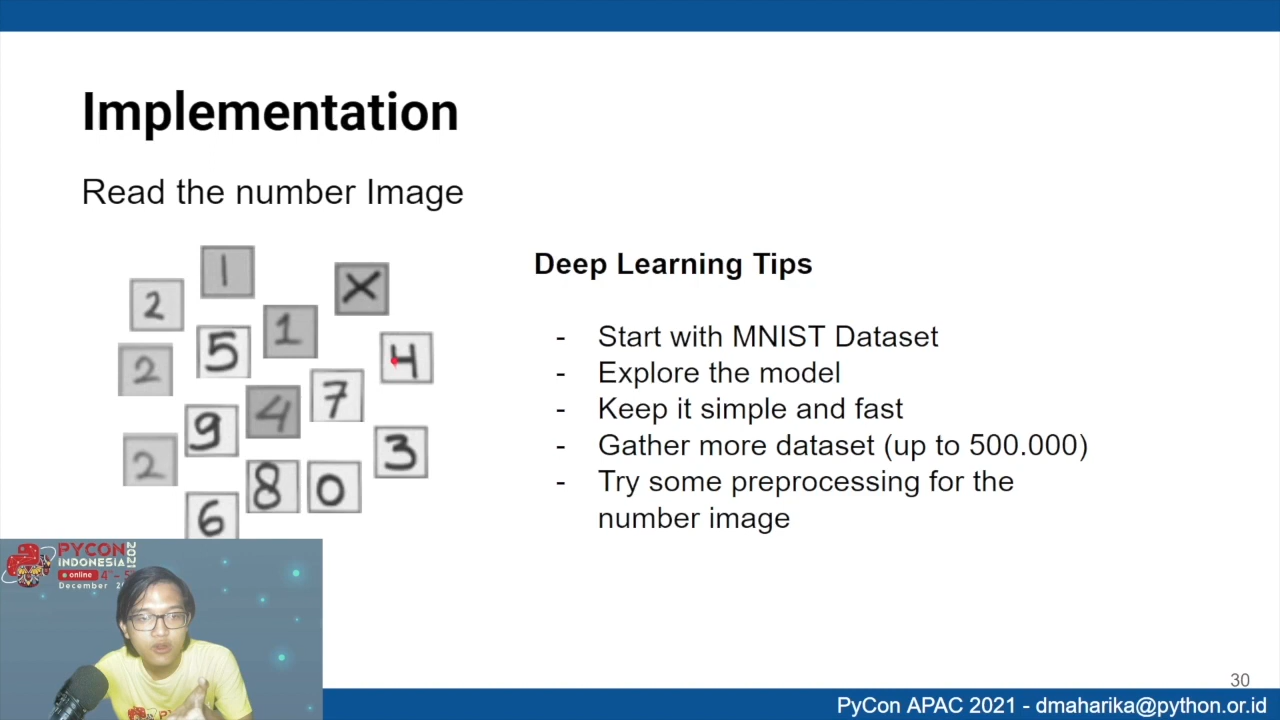 Implementation
Read the number Image
1
X
2
1
5
4
2
7
4
9
3
2
8
0
6
Deep Learning Tips
- Start with MNIST Dataset
- Explore the model
- Keep it simple and fast
- Gather more dataset (up to 500.000)
- Try some preprocessing for the
number image
PYCON 2021
INDONESIA
online 4 –
December 2
30
PyCon APAC 2021 - dmaharika@python.or.id